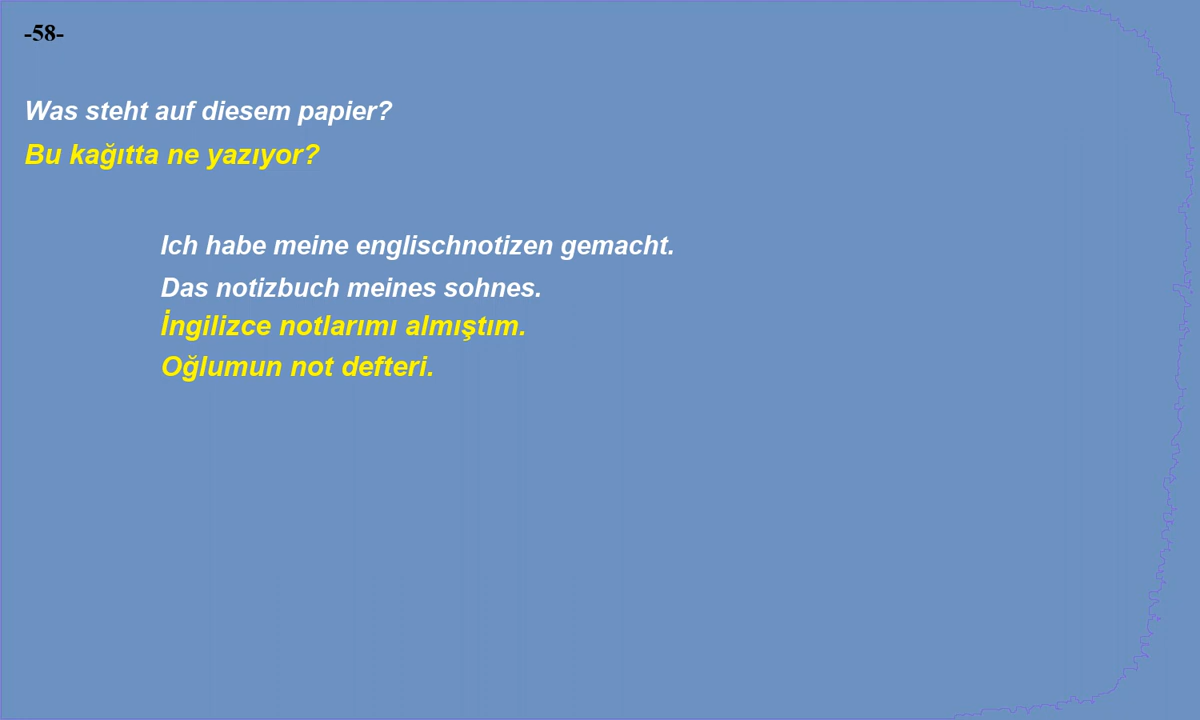 -58-
Was steht auf diesem papier?
Bu kağıtta ne yazıyor?
Ich habe meine englischnotizen gemacht.
Das notizbuch meines sohnes.
İngilizce notlarımı almıştım.
Oğlumun not defteri.